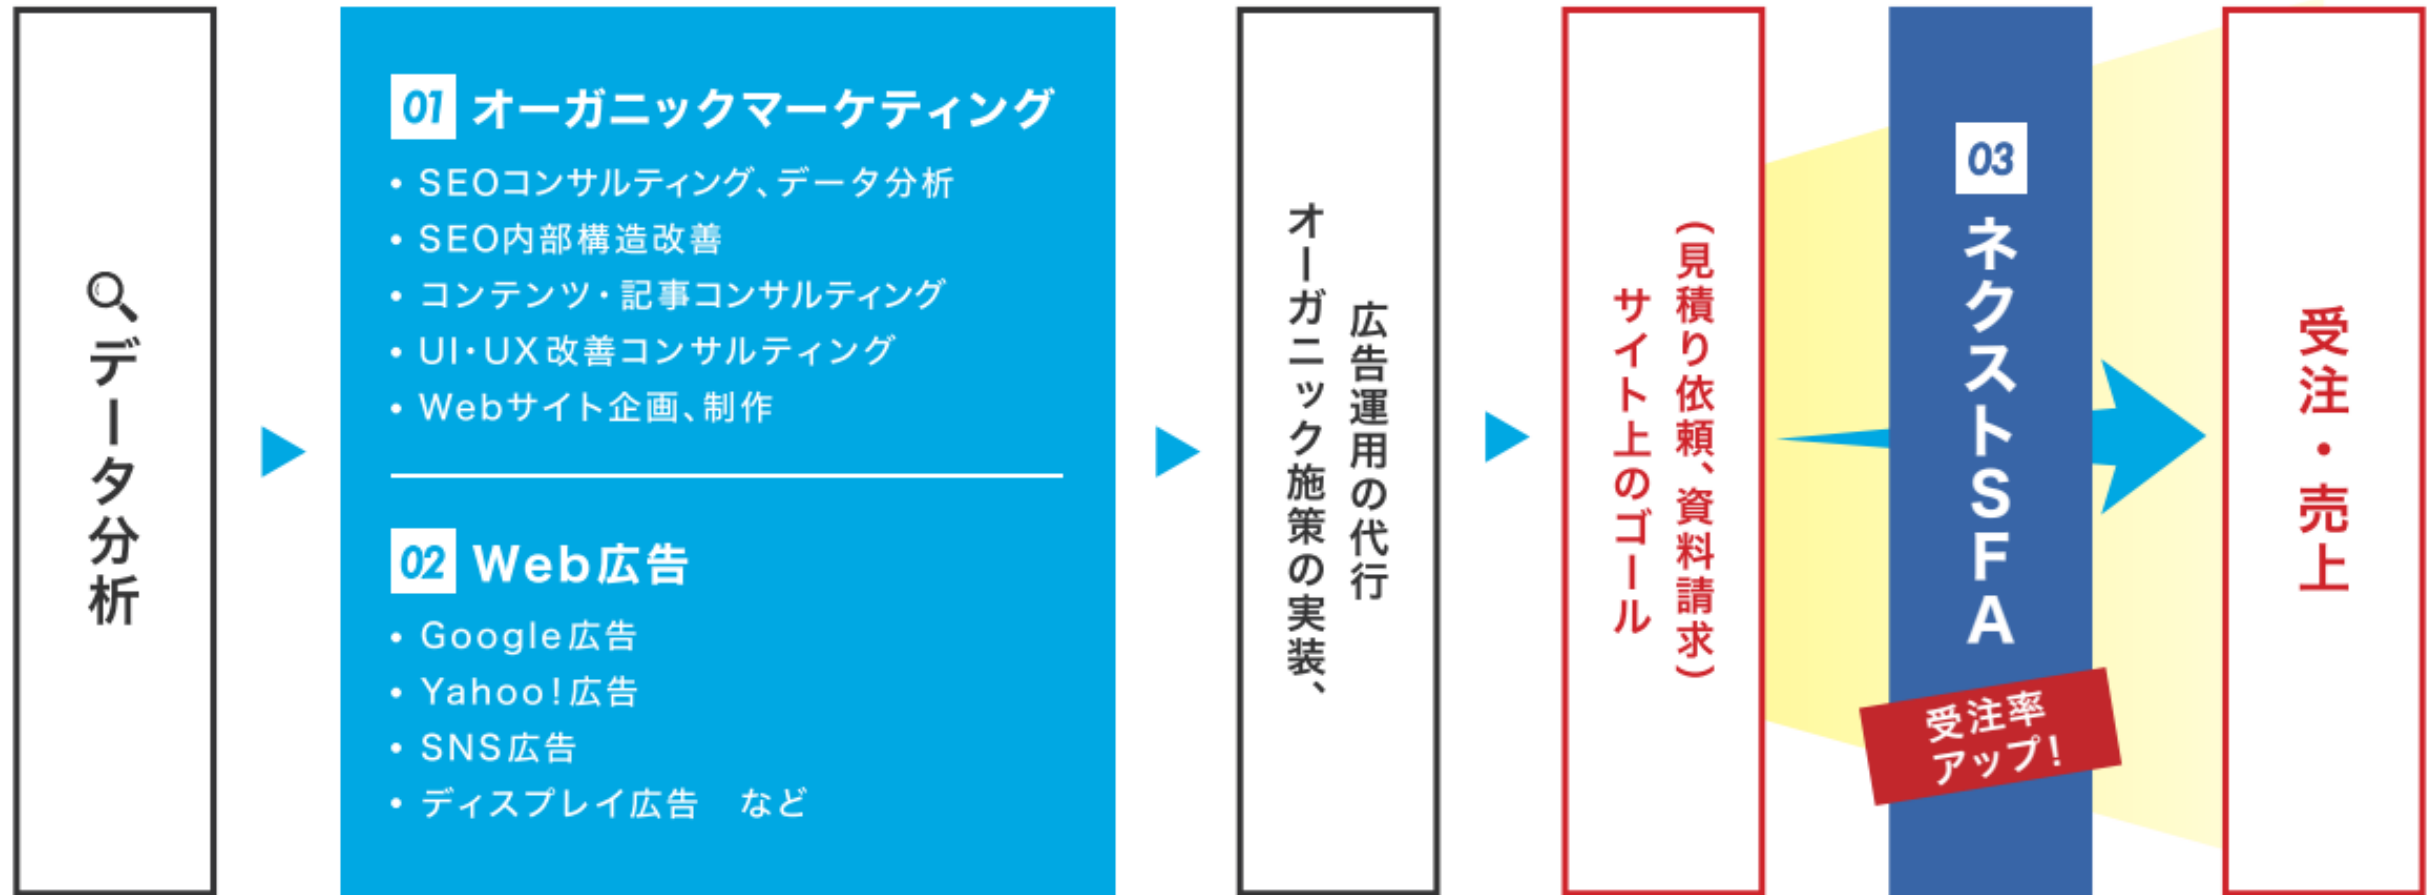 データ分析
01 オーガニックマーケティング
• SEOコンサルティング、データ分析
• SEO内部構造改善
• コンテンツ・記事コンサルティング
• UI・UX改善コンサルティング
• Webサイト企画、制作
02 Web広告
• Google広告
• Yahoo!広告
• SNS広告
• ディスプレイ広告　など
オーガニック施策の実装、
広告運用の代行
サイト上のゴール
(見積り依頼、資料請求)
03
ネクストSFA
受注率
アップ!
受注・売上